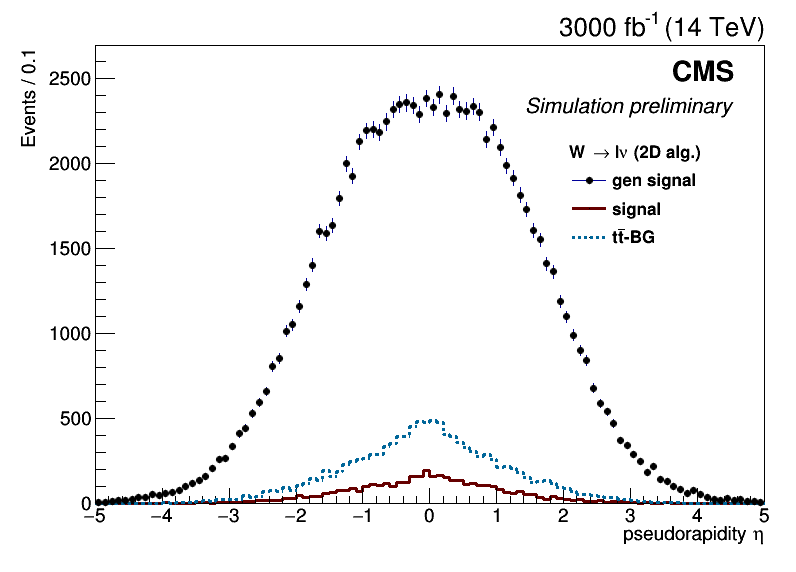 3000 fb⁻¹ (14 TeV)
Events / 0.1
2500
2000
1500
1000
500
0
CMS
Simulation preliminary
W → lν (2D alg.)
gen signal
signal
tt̄-BG
−5 −4 −3 −2 −1 0 1 2 3 4 5
pseudorapidity η